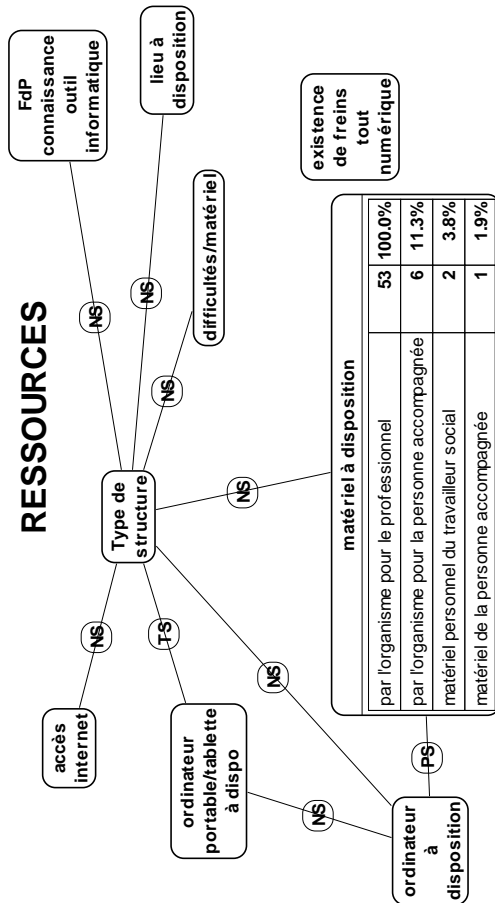 RESSOURCES
accès
internet
NS
Type de
structure
NS
FdP
connaissance
outil
informatique
NS
lieu à
disposition
NS
difficultés/matériel
TS
ordinateur
portable/tablette
à dispo
NS
NS
NS
ordinateur
à
disposition
PS
matériel à disposition
par l'organisme pour le professionnel 53 100.0%
par l'organisme pour la personne accompagnée 6 11.3%
matériel personnel du travailleur social 2 3.8%
matériel de la personne accompagnée 1 1.9%
existence
de freins
tout
numérique